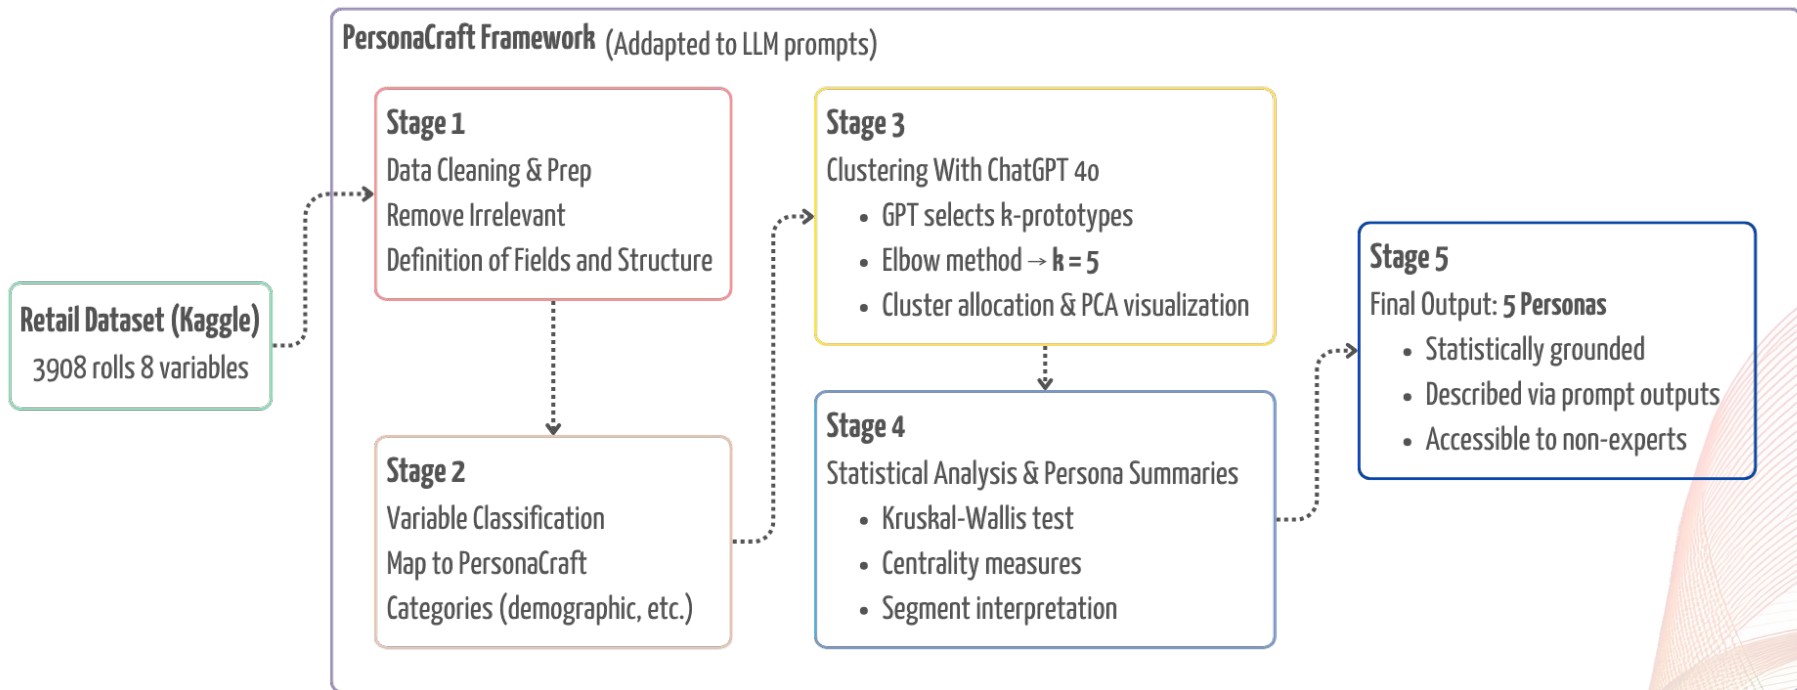 PersonaCraft Framework (Addapted to LLM prompts)
Retail Dataset (Kaggle)
3908 rolls 8 variables
Stage 1
Data Cleaning & Prep
Remove Irrelevant
Definition of Fields and Structure
Stage 2
Variable Classification
Map to PersonaCraft
Categories (demographic, etc.)
Stage 3
Clustering With ChatGPT 4o
• GPT selects k-prototypes
• Elbow method → k = 5
• Cluster allocation & PCA visualization
Stage 4
Statistical Analysis & Persona Summaries
• Kruskal-Wallis test
• Centrality measures
• Segment interpretation
Stage 5
Final Output: 5 Personas
• Statistically grounded
• Described via prompt outputs
• Accessible to non-experts